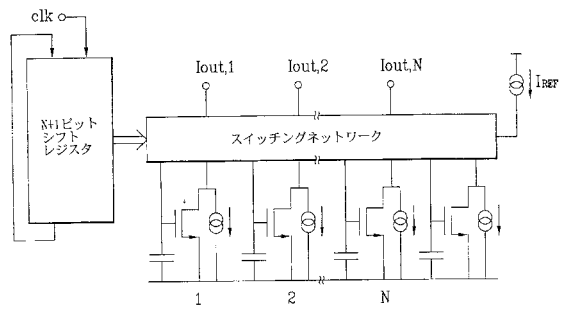 clk
Iout,1
Iout,2
Iout,N
IREF
N+1ビット
シフト
レジスタ
スイッチングネットワーク
1
2
N